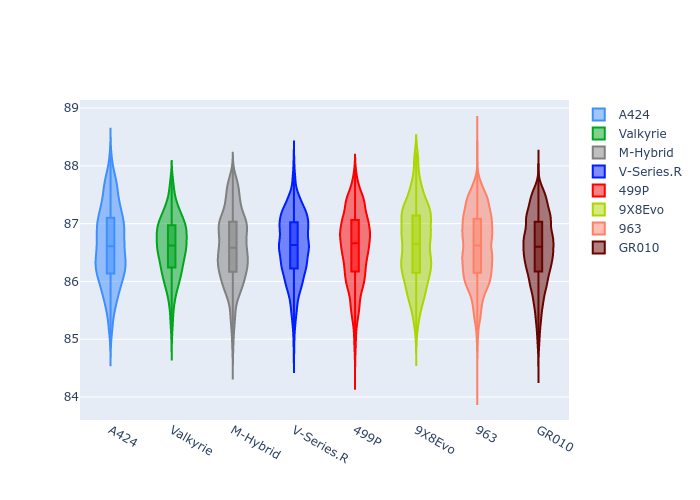 89
88
87
86
85
84
A424
Valkyrie
M-Hybrid
V-Series.R
499P
9X8Evo
963
GR010
A424
Valkyrie
M-Hybrid
V-Series.R
499P
9X8Evo
963
GR010